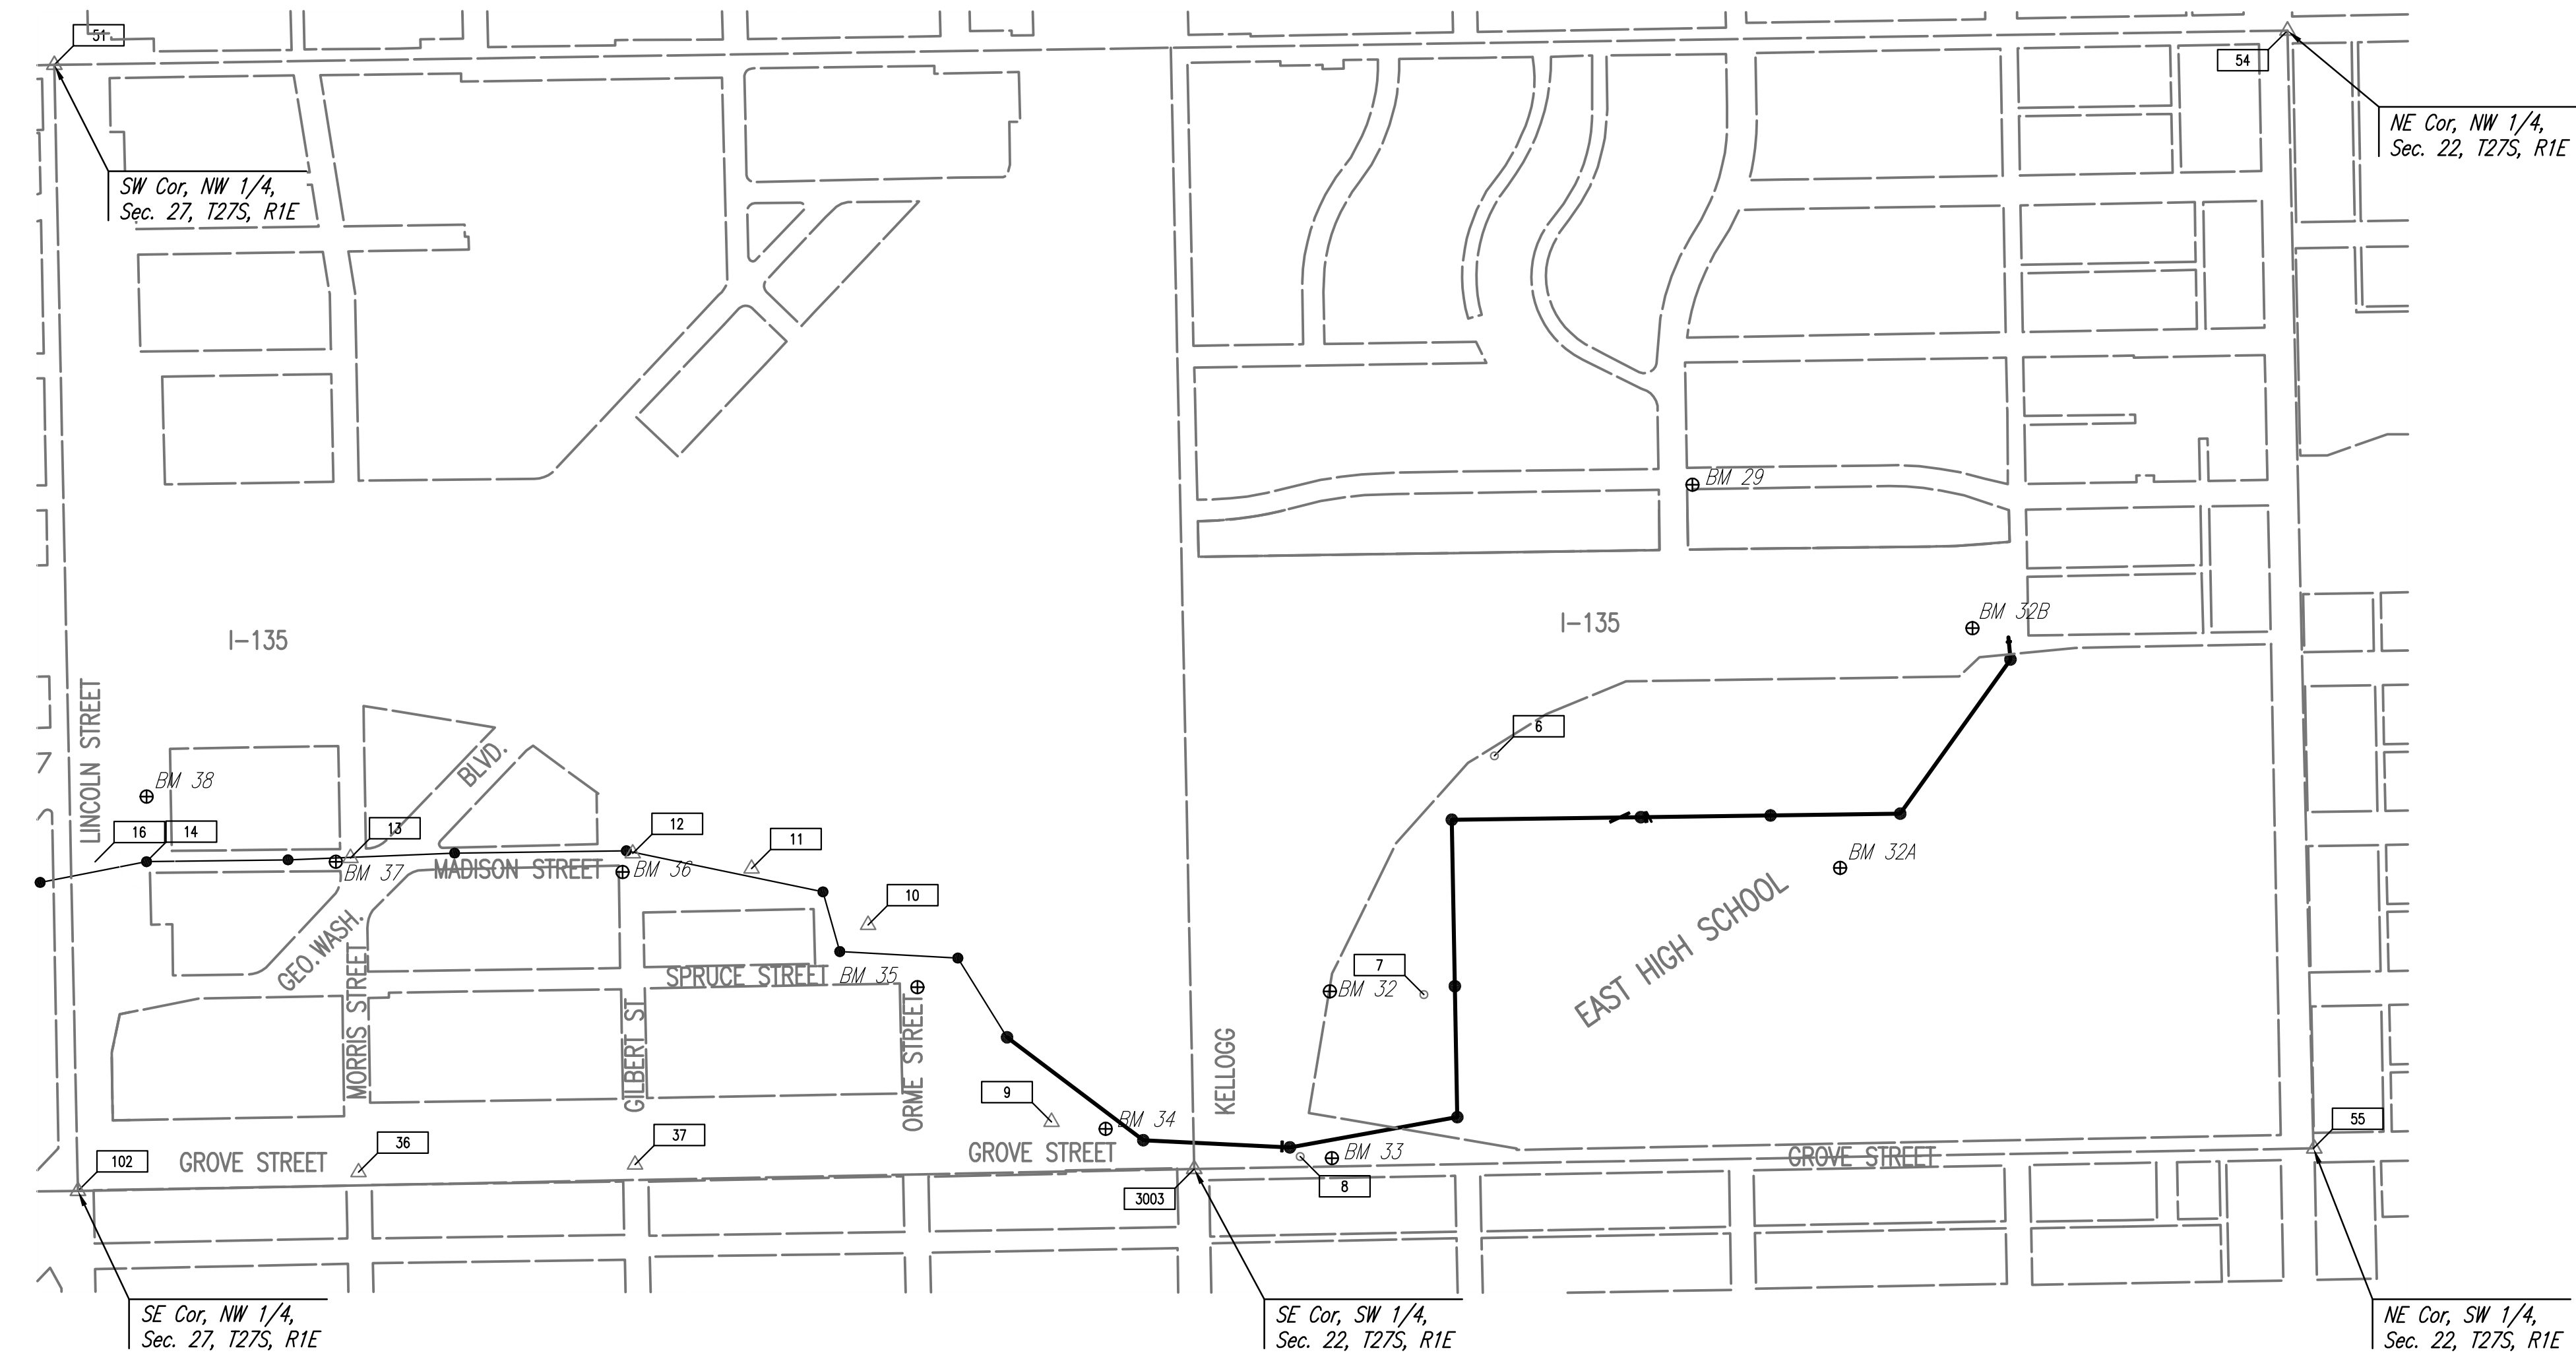 51
54
NE Cor, NW 1/4,
Sec. 22, T27S, R1E
SW Cor, NW 1/4,
Sec. 27, T27S, R1E
BM 29
I-135
I-135
BM 32B
LINCOLN STREET
BLVD.
6
BM 38
16
14
13
12
11
BM 37
MADISON STREET
BM 36
BM 32A
10
EAST HIGH SCHOOL
GEO.WASH.
SPRUCE STREET
BM 35
7
BM 32
MORRIS STREET
GILBERT ST
ORME STREET
KELLOGG
9
BM 34
55
102
GROVE STREET
36
37
GROVE STREET
BM 33
GROVE STREET
3003
8
SE Cor, NW 1/4,
Sec. 27, T27S, R1E
SE Cor, SW 1/4,
Sec. 22, T27S, R1E
NE Cor, SW 1/4,
Sec. 22, T27S, R1E